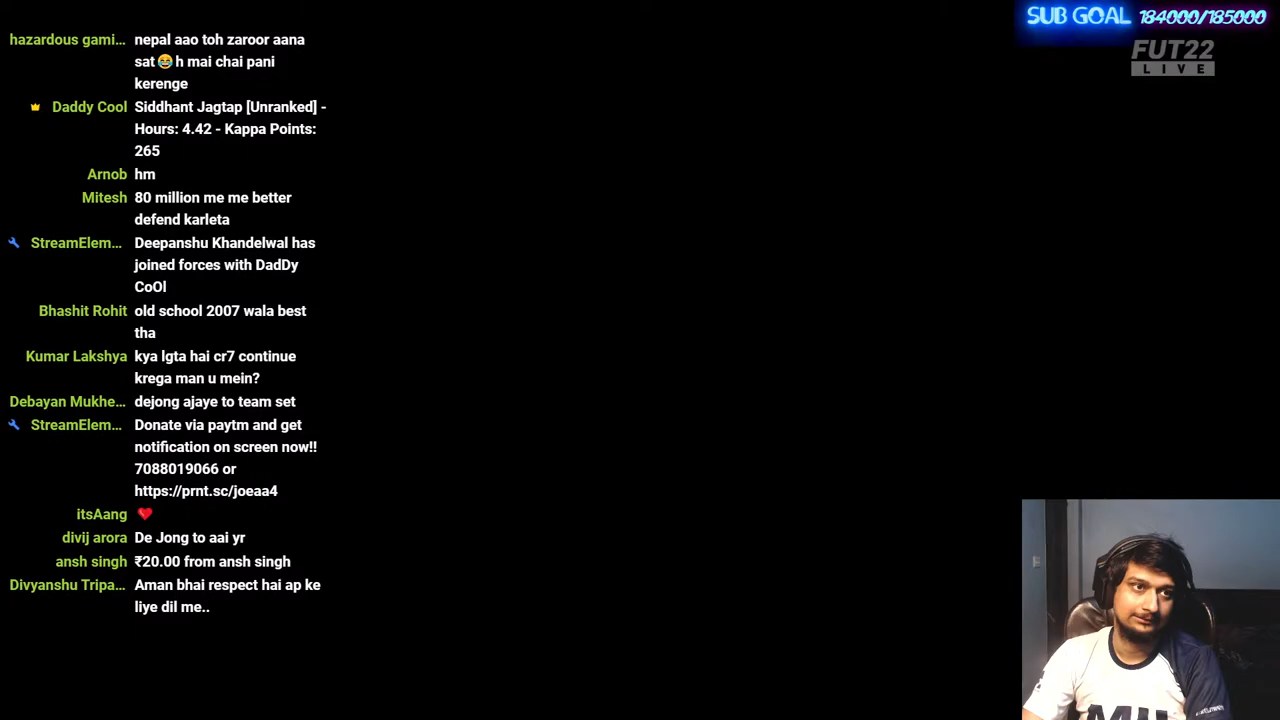 SUB GOAL 184000/185000
FUT22
LIVE
hazardous gami... nepal aao toh zaroor aana
sat😂h mai chai pani
kerenge
Daddy Cool Siddhant Jagtap [Unranked] -
Hours: 4.42 - Kappa Points:
265
Arnob hm
Mitesh 80 million me me better
defend karleta
StreamElem... Deepanshu Khandelwal has
joined forces with DadDy
CoOl
Bhashit Rohit old school 2007 wala best
tha
Kumar Lakshya kya lgta hai cr7 continue
krega man u mein?
Debayan Mukhe... dejong ajaye to team set
StreamElem... Donate via paytm and get
notification on screen now!!
7088019066 or
https://prnt.sc/joeaa4
itsAang ❤
divij arora De Jong to aai yr
ansh singh ₹20.00 from ansh singh
Divyanshu Tripa... Aman bhai respect hai ap ke
liye dil me..